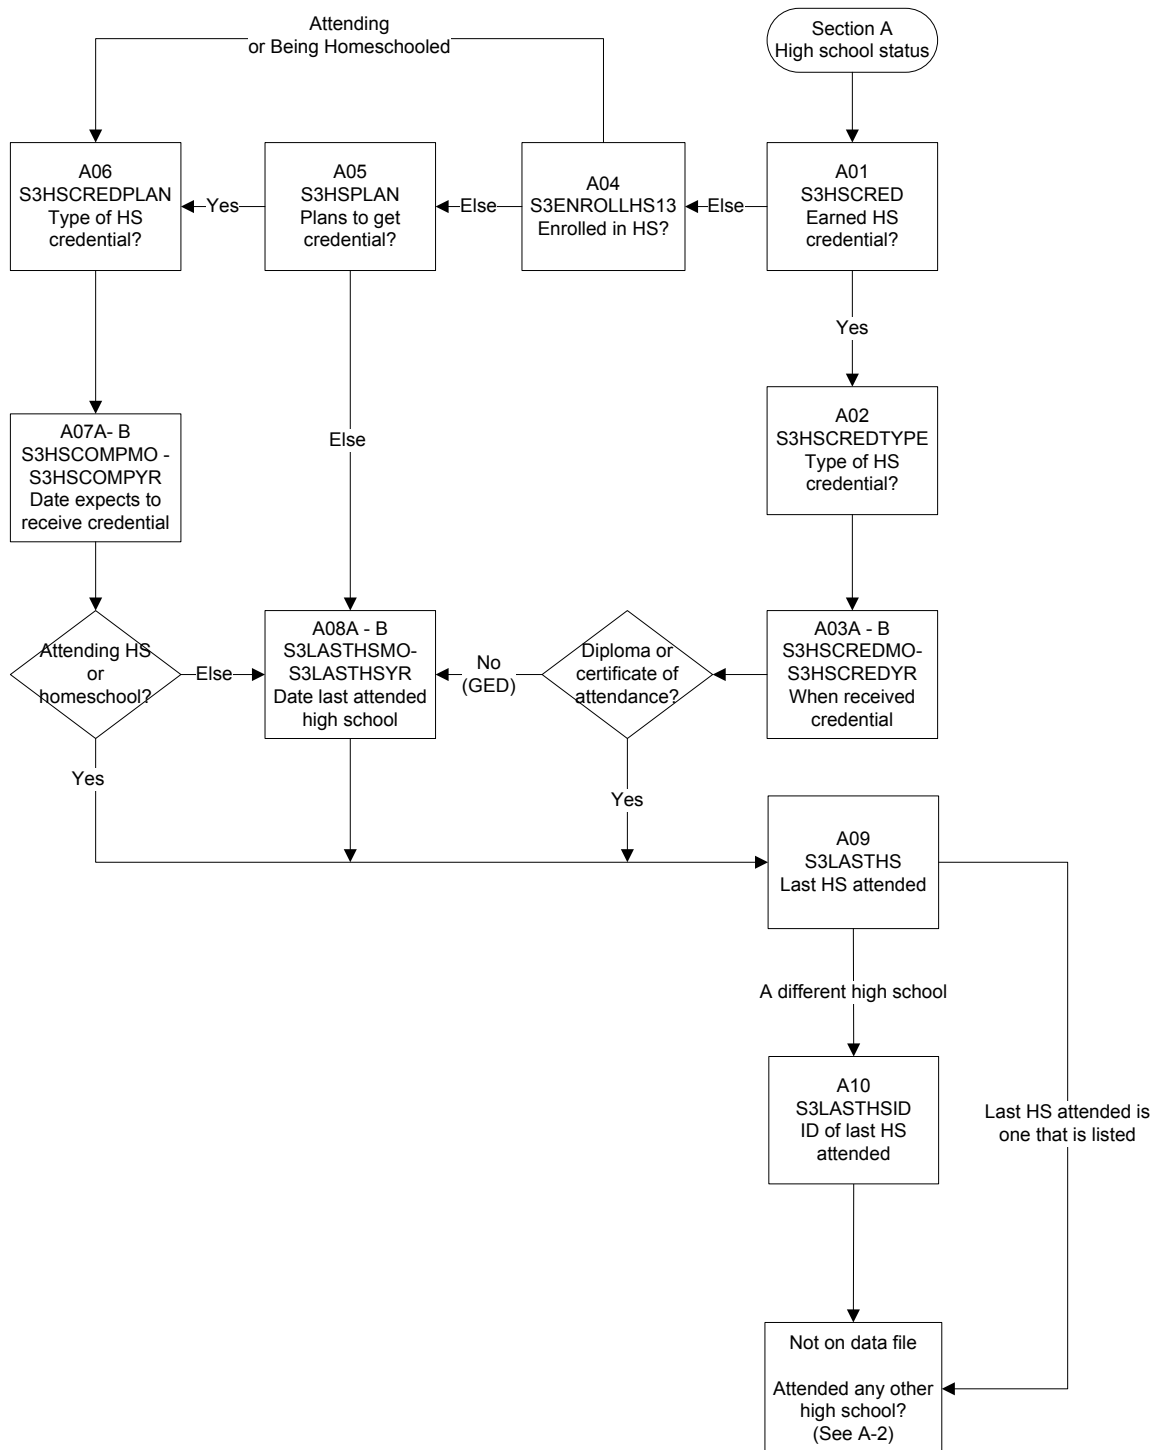 Attending
or Being Homeschooled
Section A
High school status
A06
S3HSCREDPLAN
Type of HS
credential?
Yes
A05
S3HSPLAN
Plans to get
credential?
Else
A04
S3ENROLLHS13
Enrolled in HS?
Else
A01
S3HSCRED
Earned HS
credential?
Yes
A07A- B
S3HSCOMPMO -
S3HSCOMPYR
Date expects to
receive credential
Else
A02
S3HSCREDTYPE
Type of HS
credential?
Attending HS
or
homeschool?
Else
A08A - B
S3LASTHSMO-
S3LASTHSYR
Date last attended
high school
No
(GED)
Diploma or
certificate of
attendance?
A03A - B
S3HSCREDMO-
S3HSCREDYR
When received
credential
Yes
Yes
A09
S3LASTHS
Last HS attended
A different high school
A10
S3LASTHSID
ID of last HS
attended
Last HS attended is
one that is listed
Not on data file
Attended any other
high school?
(See A-2)